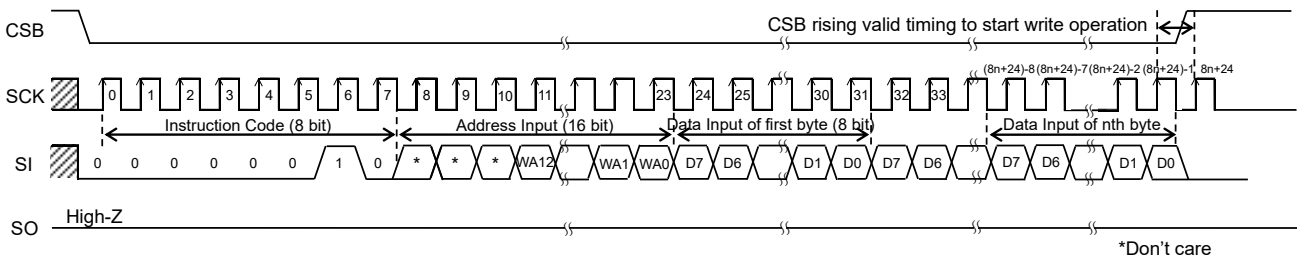 CSB
CSB rising valid timing to start write operation
(8n+24)-8 (8n+24)-7 (8n+24)-2 (8n+24)-1 8n+24
SCK
0 1 2 3 4 5 6 7 8 9 10 11 23 24 25 30 31 32 33
Instruction Code (8 bit) Address Input (16 bit) Data Input of first byte (8 bit) Data Input of nth byte
SI
0 0 0 0 0 0 1 0 * * * WA12 WA1 WA0 D7 D6 D1 D0 D7 D6 D7 D6 D1 D0
High-Z
SO
*Don't care